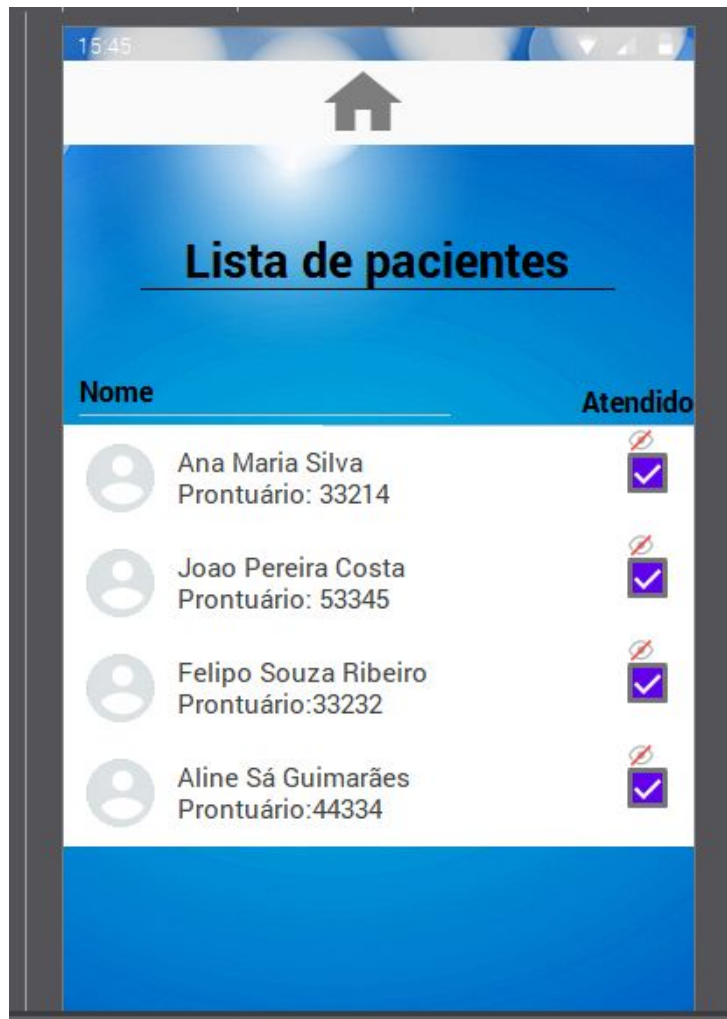 15:45
Lista de pacientes
Nome
Atendido
Ana Maria Silva
Prontuário: 33214
Joao Pereira Costa
Prontuário: 53345
Felipo Souza Ribeiro
Prontuário:33232
Aline Sá Guimarães
Prontuário:44334